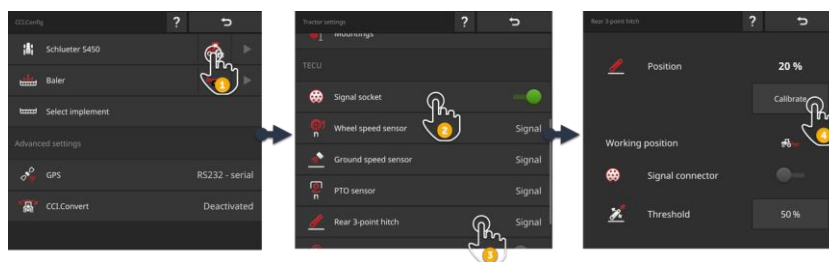 CCI.Config
?
Schlueter S450
1
Baler
Select implement
Advanced settings
GPS RS232 - serial
CCI.Convert Deactivated
Tractor settings
?
Mountings
TECU
Signal socket
2
Wheel speed sensor Signal
n
Ground speed sensor Signal
PTO sensor Signal
n
Rear 3-point hitch Signal
3
Rear 3-point hitch
?
Position 20 %
Calibrate
4
Working position
Signal connector
Threshold 50 %